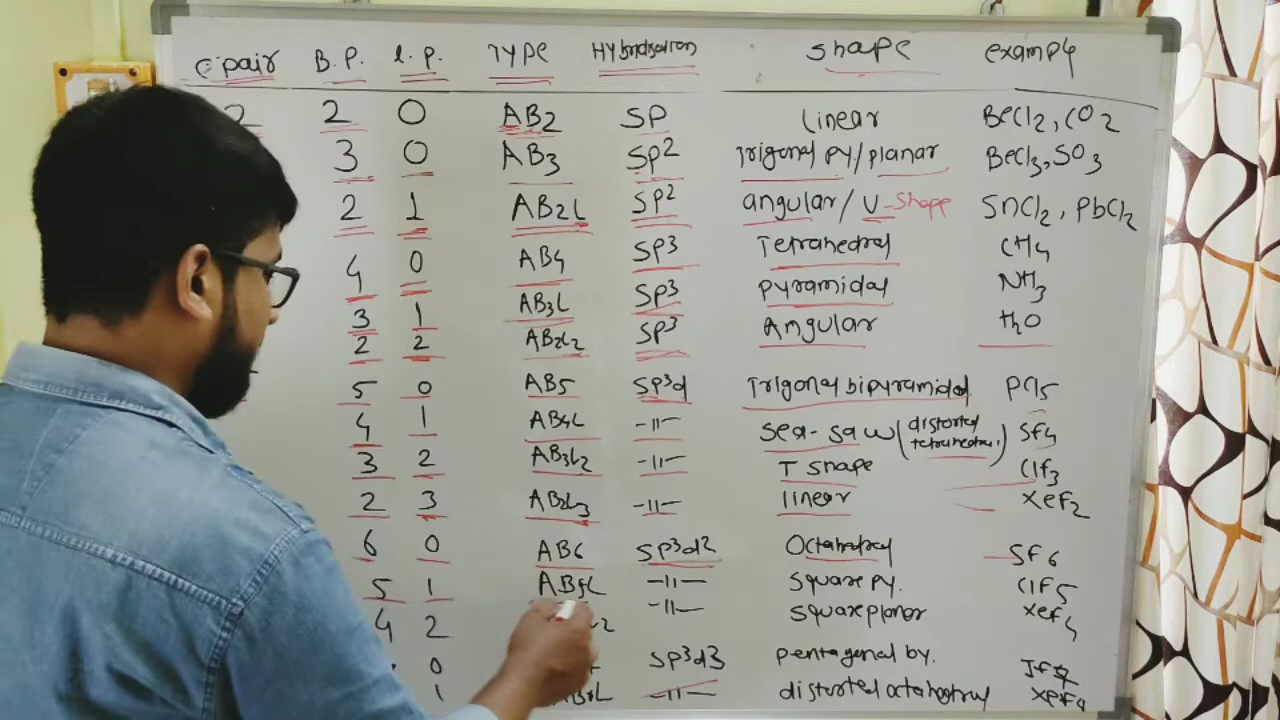 e⁻pair B.P. l.p. TYPE Hybridisation shape example
2 2 0 AB2 SP linear BeCl2, CO2
3 0 AB3 SP2 Trigonal py/planar BeCl3, SO3
2 1 AB2L SP2 angular/ V-shape SnCl2, PbCl2
4 0 AB4 SP3 Tetrahedral CH4
3 1 AB3L SP3 pyramidal NH3
2 2 AB2L2 SP3 Angular H2O
5 0 AB5 SP3d Trigonal bipyramidal PCl5
4 1 AB4L -11- sea-saw (distorted tetrahedral) SF4
3 2 AB3L2 -11- T shape ClF3
2 3 AB2L3 -11- linear XeF2
6 0 AB6 SP3d2 Octahedral SF6
5 1 AB5L -11- square py. ClF5
4 2 2 -11- square planar XeF4
0 SP3d3 pentagonal by.
1 L -11- distorted octahedral